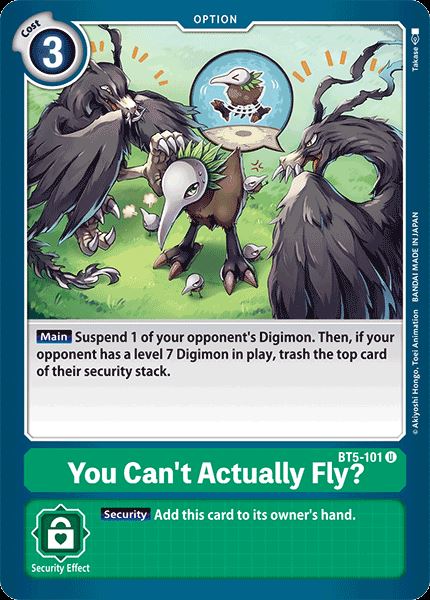 OPTION
Cost
3
Takase
© Akiyoshi Hongo, Toei Animation BANDAI MADE IN JAPAN
Main Suspend 1 of your opponent's Digimon. Then, if your
opponent has a level 7 Digimon in play, trash the top card
of their security stack.
BT5-101 U
You Can't Actually Fly?
Security Add this card to its owner's hand.
Security Effect